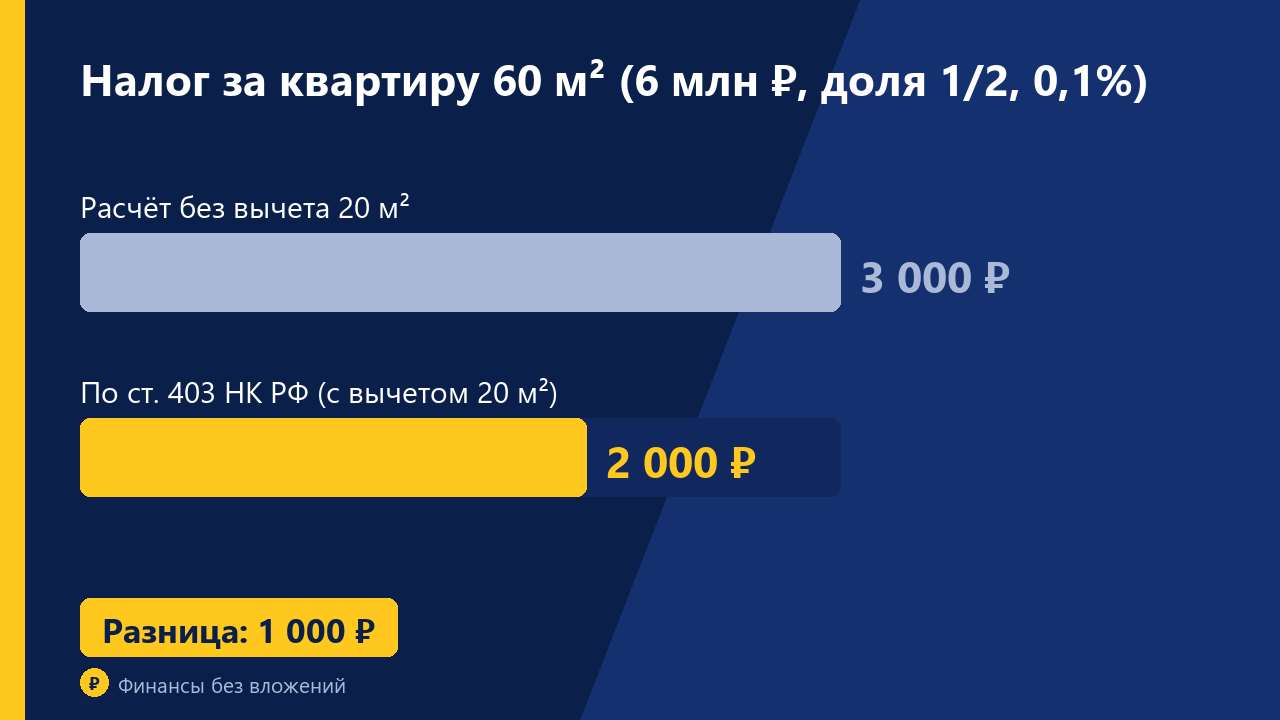 Налог за квартиру 60 м² (6 млн ₽, доля 1/2, 0,1%)
Расчёт без вычета 20 м²
3 000 ₽
По ст. 403 НК РФ (с вычетом 20 м²)
2 000 ₽
Разница: 1 000 ₽
₽ Финансы без вложений